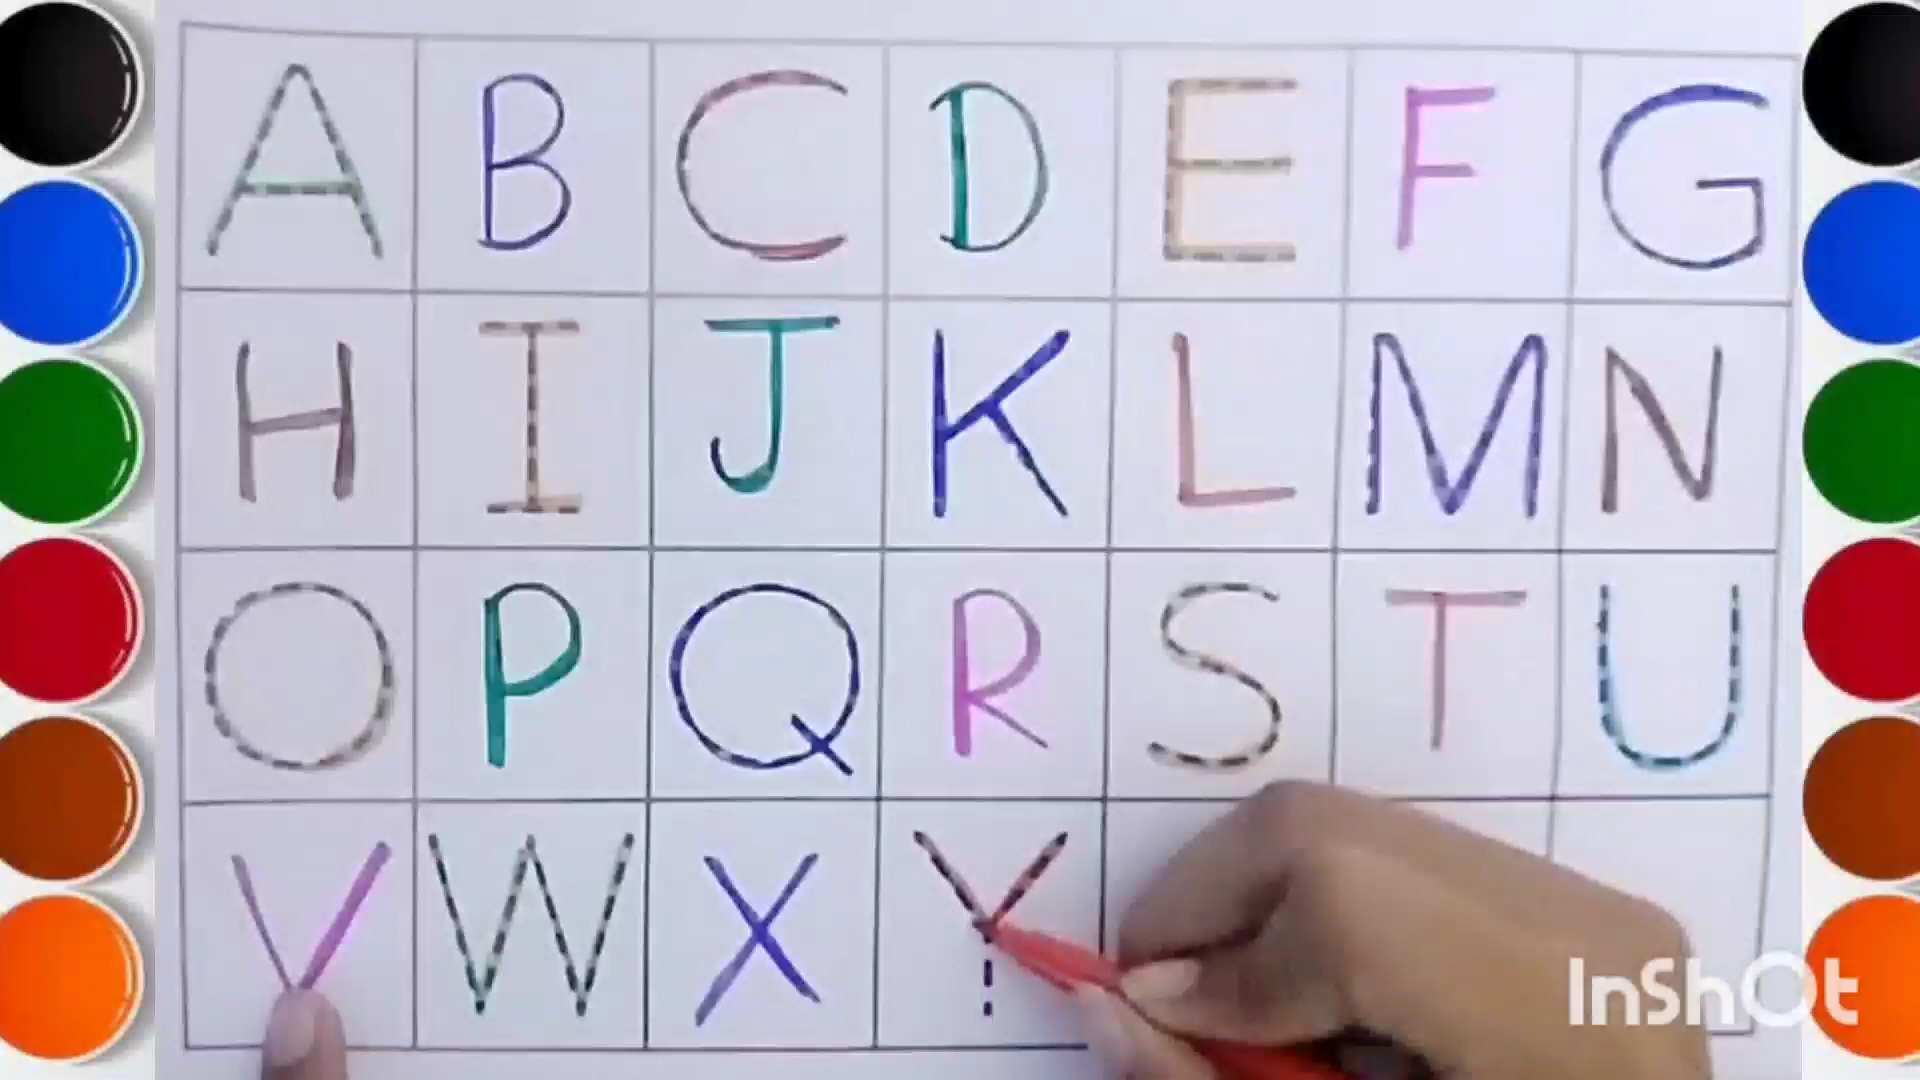 A B C D E F G
H I J K L M N
O P Q R S T U
V W X Y
InShOt